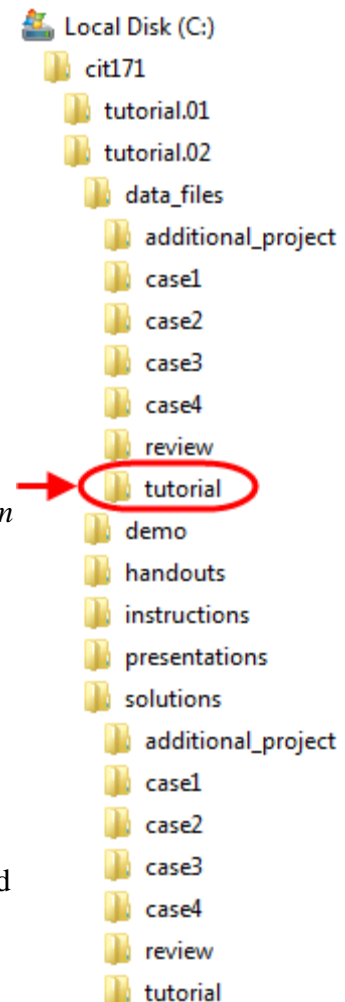 Local Disk (C:)
cit171
tutorial.01
tutorial.02
data_files
additional_project
case1
case2
case3
case4
review
tutorial
n
demo
handouts
instructions
presentations
solutions
additional_project
case1
case2
case3
d
case4
review
tutorial